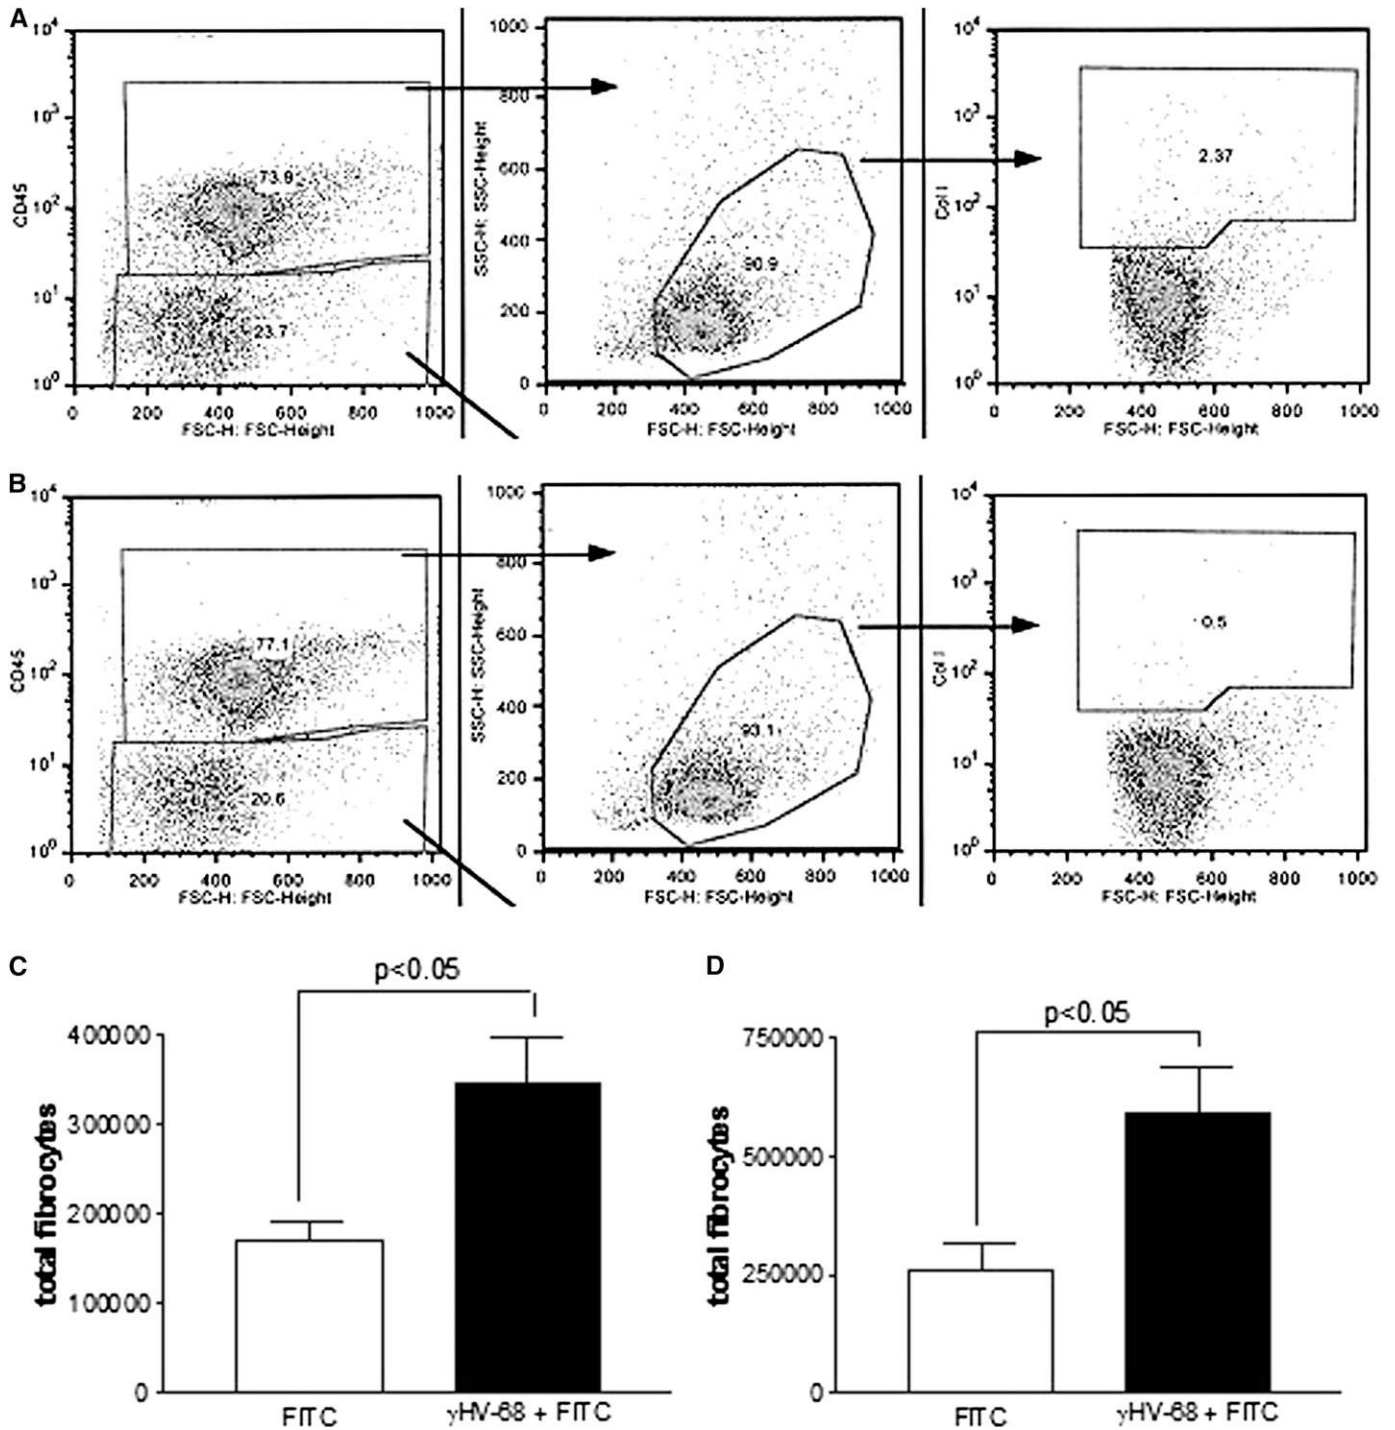 A
10⁴
10³
10²
10¹
10⁰
CD45
73.9
23.7
0 200 400 600 800 1000
FSC-H: FSC-Height
1000
800
600
400
200
0
SSC-H: SSC-Height
90.9
0 200 400 600 800 1000
FSC-H: FSC-Height
10⁴
10³
10²
10¹
10⁰
Col I
2.37
0 200 400 600 800 1000
FSC-H: FSC-Height
B
10⁴
10³
10²
10¹
10⁰
CD45
77.1
20.6
0 200 400 600 800 1000
FSC-H: FSC-Height
1000
800
600
400
200
0
SSC-H: SSC-Height
93.1
0 200 400 600 800 1000
FSC-H: FSC-Height
10⁴
10³
10²
10¹
10⁰
Col I
0.5
0 200 400 600 800 1000
FSC-H: FSC-Height
C
p<0.05
400000
300000
200000
100000
0
total fibrocytes
FITC
γHV-68 + FITC
D
p<0.05
750000
500000
250000
0
total fibrocytes
FITC
γHV-68 + FITC